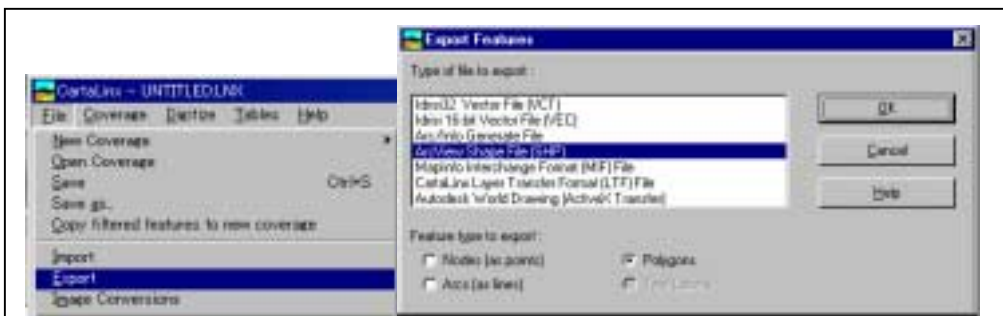 CartaLinx - UNTITLED.LNX
File Coverage Digitize Tables Help
New Coverage
Open Coverage
Save Ctrl+S
Save as..
Copy filtered features to new coverage
Import
Export
Image Conversions
Export Features
Type of file to export :
Idrisi32 Vector File (VCT)
Idrisi 16 bit Vector File (VEC)
Arc/Info Generate File
ArcView Shape File (SHP)
Mapinfo Interchange Format (MIF) File
CartaLinx Layer Transfer Format (LTF) File
Autodesk World Drawing (ActiveX Transfer)
OK
Cancel
Help
Feature type to export :
Nodes (as points)
Polygons
Arcs (as lines)